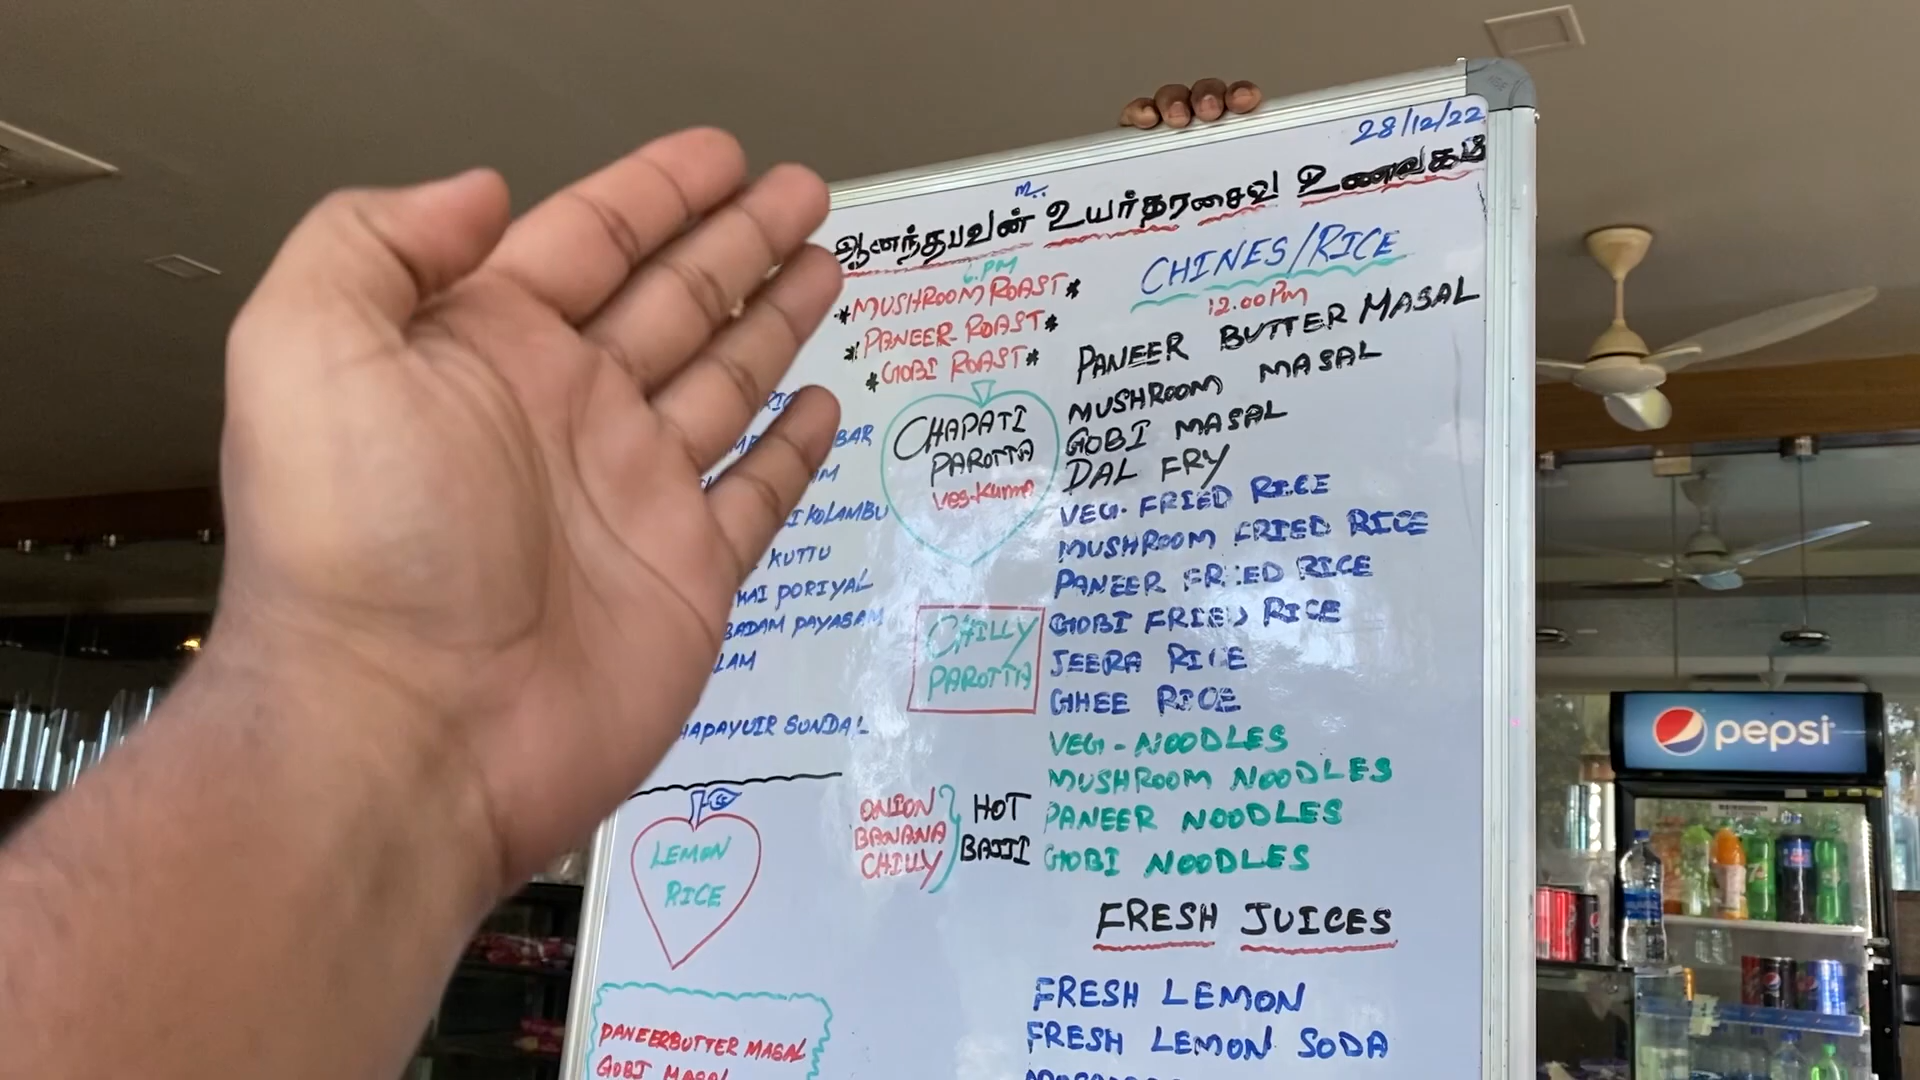 28/12/22
ஆனந்தபவன் உயர்தரசைவ உணவகம்
6.PM
*MUSHROOM ROAST*
*PANEER-ROAST*
*GOBI ROAST*
CHAPATI
PAROTTA
Veg-Kurma
BAR
KOLAMBU
KUTTU
PORIYAL
BADAM PAYASAM
SUNDAL
CHILLY
PAROTTA
ONION
BANANA
CHILLY
HOT
BAJJI
LEMON
RICE
PANEERBUTTER MASAL
GOBI MASAL
CHINES/RICE
12.00Pm
PANEER BUTTER MASAL
MUSHROOM MASAL
GOBI MASAL
DAL FRY
VEG. FRIED RICE
MUSHROOM FRIED RICE
PANEER FRIED RICE
GOBI FRIED RICE
JEERA RICE
GHEE RICE
VEG-NOODLES
MUSHROOM NOODLES
PANEER NOODLES
GOBI NOODLES
FRESH JUICES
FRESH LEMON
FRESH LEMON SODA
pepsi